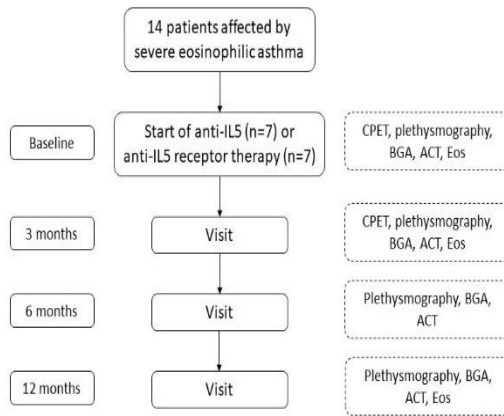 14 patients affected by
severe eosinophilic asthma
Baseline
Start of anti-IL5 (n=7) or
anti-IL5 receptor therapy (n=7)
CPET, plethysmography,
BGA, ACT, Eos
3 months
Visit
CPET, plethysmography,
BGA, ACT, Eos
6 months
Visit
Plethysmography, BGA,
ACT
12 months
Visit
Plethysmography, BGA,
ACT, Eos